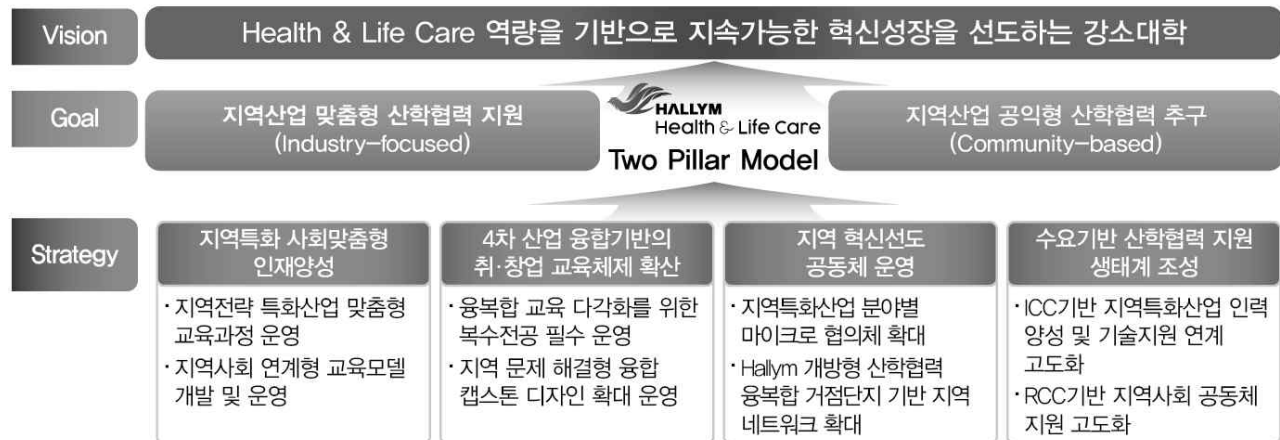 Vision
Health & Life Care 역량을 기반으로 지속가능한 혁신성장을 선도하는 강소대학
Goal
지역산업 맞춤형 산학협력 지원
(Industry-focused)
HALLYM
Health & Life Care
Two Pillar Model
지역산업 공익형 산학협력 추구
(Community-based)
Strategy
지역특화 사회맞춤형
인재양성
· 지역전략 특화산업 맞춤형
교육과정 운영
· 지역사회 연계형 교육모델
개발 및 운영
4차 산업 융합기반의
취·창업 교육체제 확산
· 융복합 교육 다각화를 위한
복수전공 필수 운영
· 지역 문제 해결형 융합
캡스톤 디자인 확대 운영
지역 혁신선도
공동체 운영
· 지역특화산업 분야별
마이크로 협의체 확대
· Hallym 개방형 산학협력
융복합 거점단지 기반 지역
네트워크 확대
수요기반 산학협력 지원
생태계 조성
· ICC기반 지역특화산업 인력
양성 및 기술지원 연계
고도화
· RCC기반 지역사회 공동체
지원 고도화